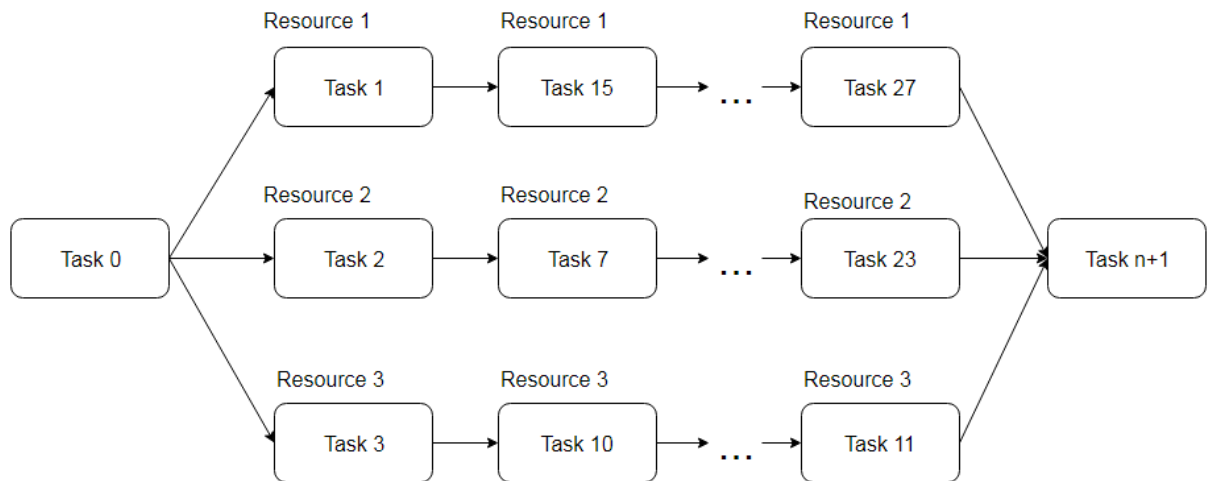 Resource 1
Resource 1
Resource 1
Task 1
Task 15
...
Task 27
Resource 2
Resource 2
Resource 2
Task 0
Task 2
Task 7
...
Task 23
Task n+1
Resource 3
Resource 3
Resource 3
Task 3
Task 10
...
Task 11